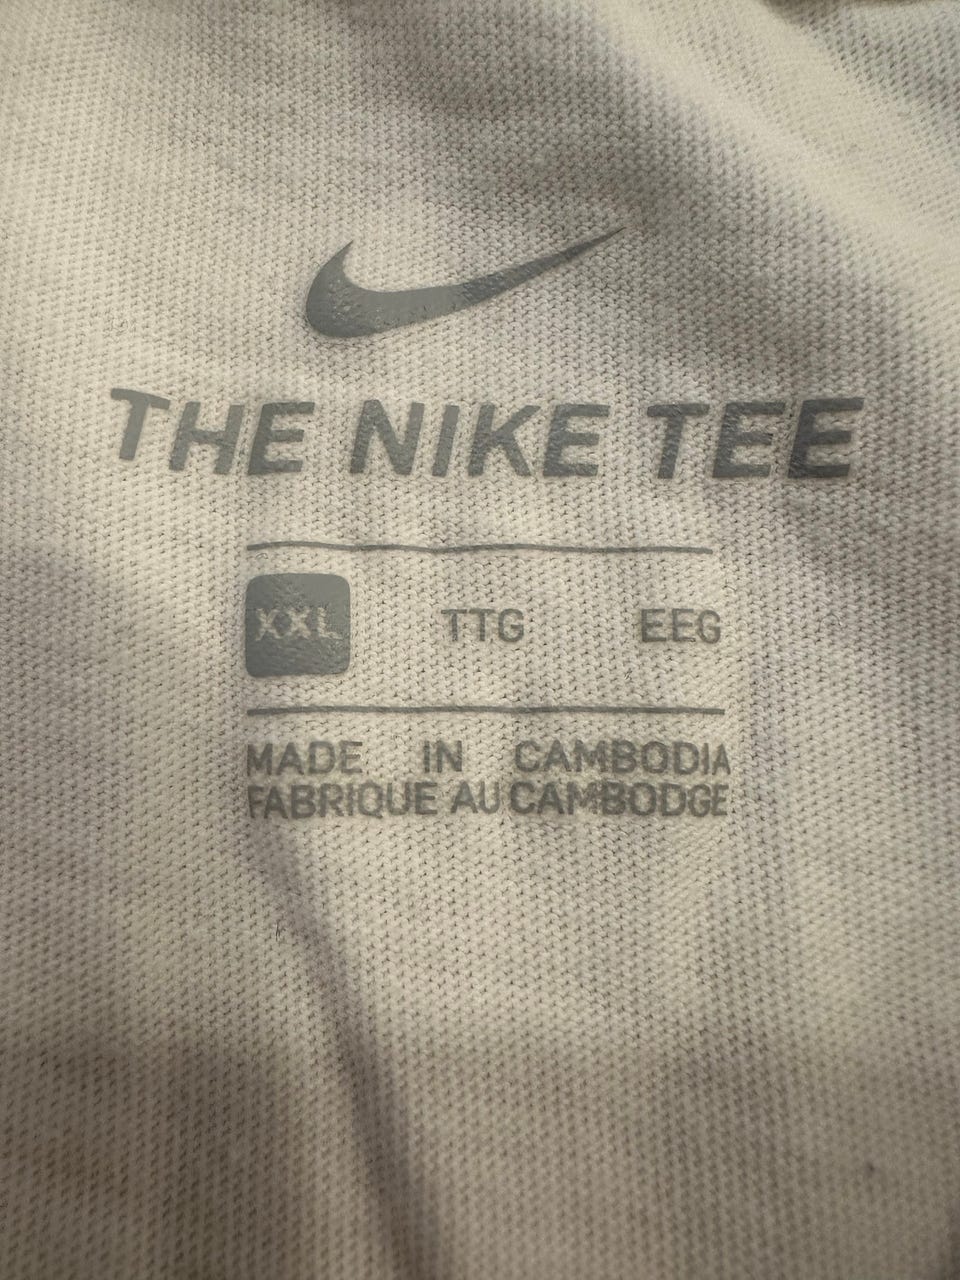 THE NIKE TEE
XXL TTG EEG
MADE IN CAMBODIA
FABRIQUE AU CAMBODGE